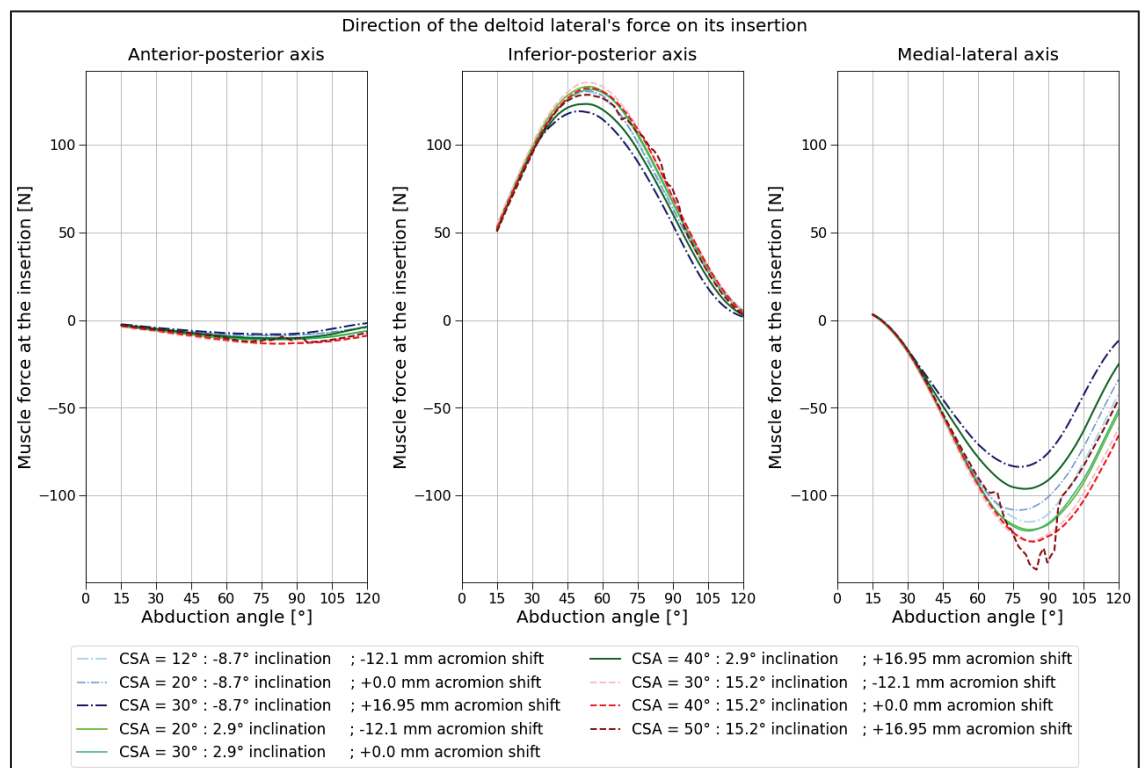 Direction of the deltoid lateral's force on its insertion
Anterior-posterior axis
Inferior-posterior axis
Medial-lateral axis
Muscle force at the insertion [N]
100
50
0
−50
−100
0 15 30 45 60 75 90 105 120
Abduction angle [°]
Muscle force at the insertion [N]
100
50
0
−50
−100
0 15 30 45 60 75 90 105 120
Abduction angle [°]
Muscle force at the insertion [N]
100
50
0
−50
−100
0 15 30 45 60 75 90 105 120
Abduction angle [°]
CSA = 12° : -8.7° inclination ; -12.1 mm acromion shift
CSA = 20° : -8.7° inclination ; +0.0 mm acromion shift
CSA = 30° : -8.7° inclination ; +16.95 mm acromion shift
CSA = 20° : 2.9° inclination ; -12.1 mm acromion shift
CSA = 30° : 2.9° inclination ; +0.0 mm acromion shift
CSA = 40° : 2.9° inclination ; +16.95 mm acromion shift
CSA = 30° : 15.2° inclination ; -12.1 mm acromion shift
CSA = 40° : 15.2° inclination ; +0.0 mm acromion shift
CSA = 50° : 15.2° inclination ; +16.95 mm acromion shift